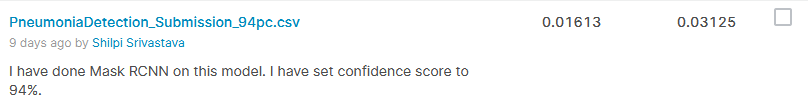 PneumoniaDetection_Submission_94pc.csv 0.01613 0.03125
9 days ago by Shilpi Srivastava
I have done Mask RCNN on this model. I have set confidence score to
94%.